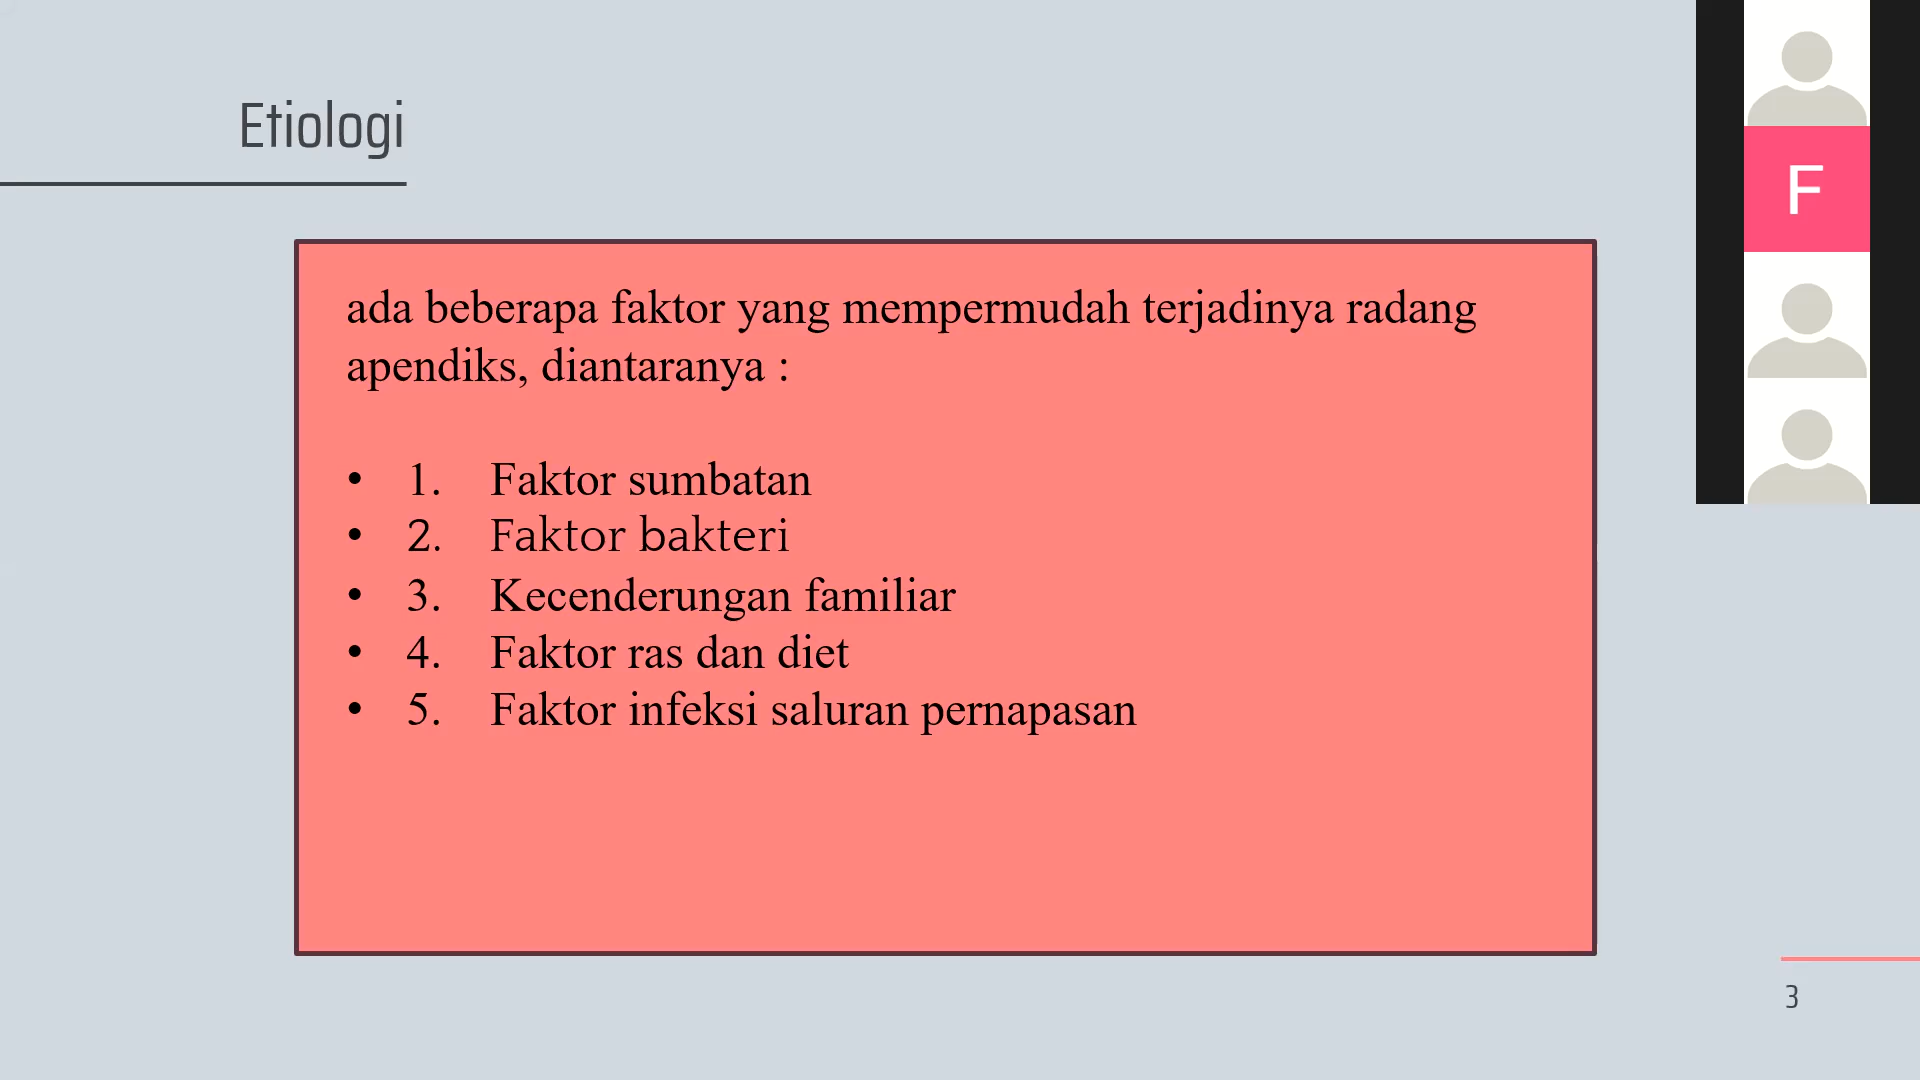 Etiologi
ada beberapa faktor yang mempermudah terjadinya radang
apendiks, diantaranya :
• 1. Faktor sumbatan
• 2. Faktor bakteri
• 3. Kecenderungan familiar
• 4. Faktor ras dan diet
• 5. Faktor infeksi saluran pernapasan
F
3